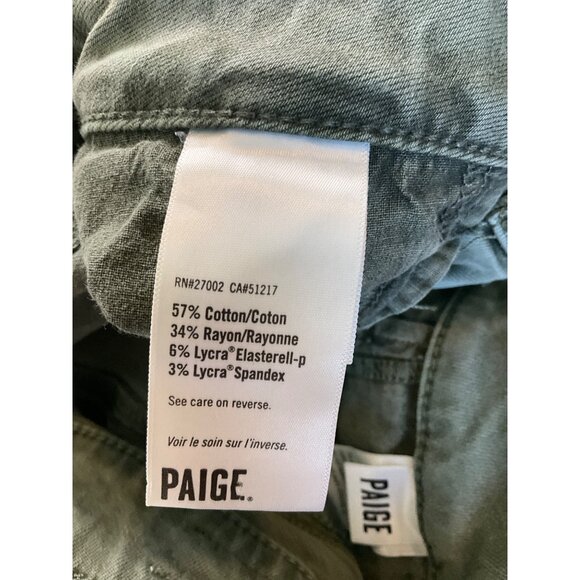 RN#27002 CA#51217
57% Cotton/Coton
34% Rayon/Rayonne
6% Lycra®Elasterell-p
3% Lycra®Spandex
See care on reverse.
Voir le soin sur l'inverse.
PAIGE®
PAIGE